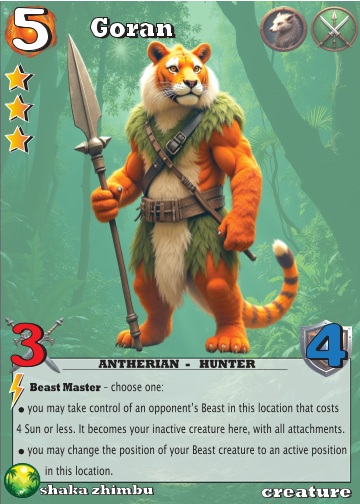 5
Goran
3
4
ANTHERIAN - HUNTER
Beast Master - choose one:
• you may take control of an opponent's Beast in this location that costs
4 Sun or less. It becomes your inactive creature here, with all attachments.
• you may change the position of your Beast creature to an active position
in this location.
shaka zhimbu
creature